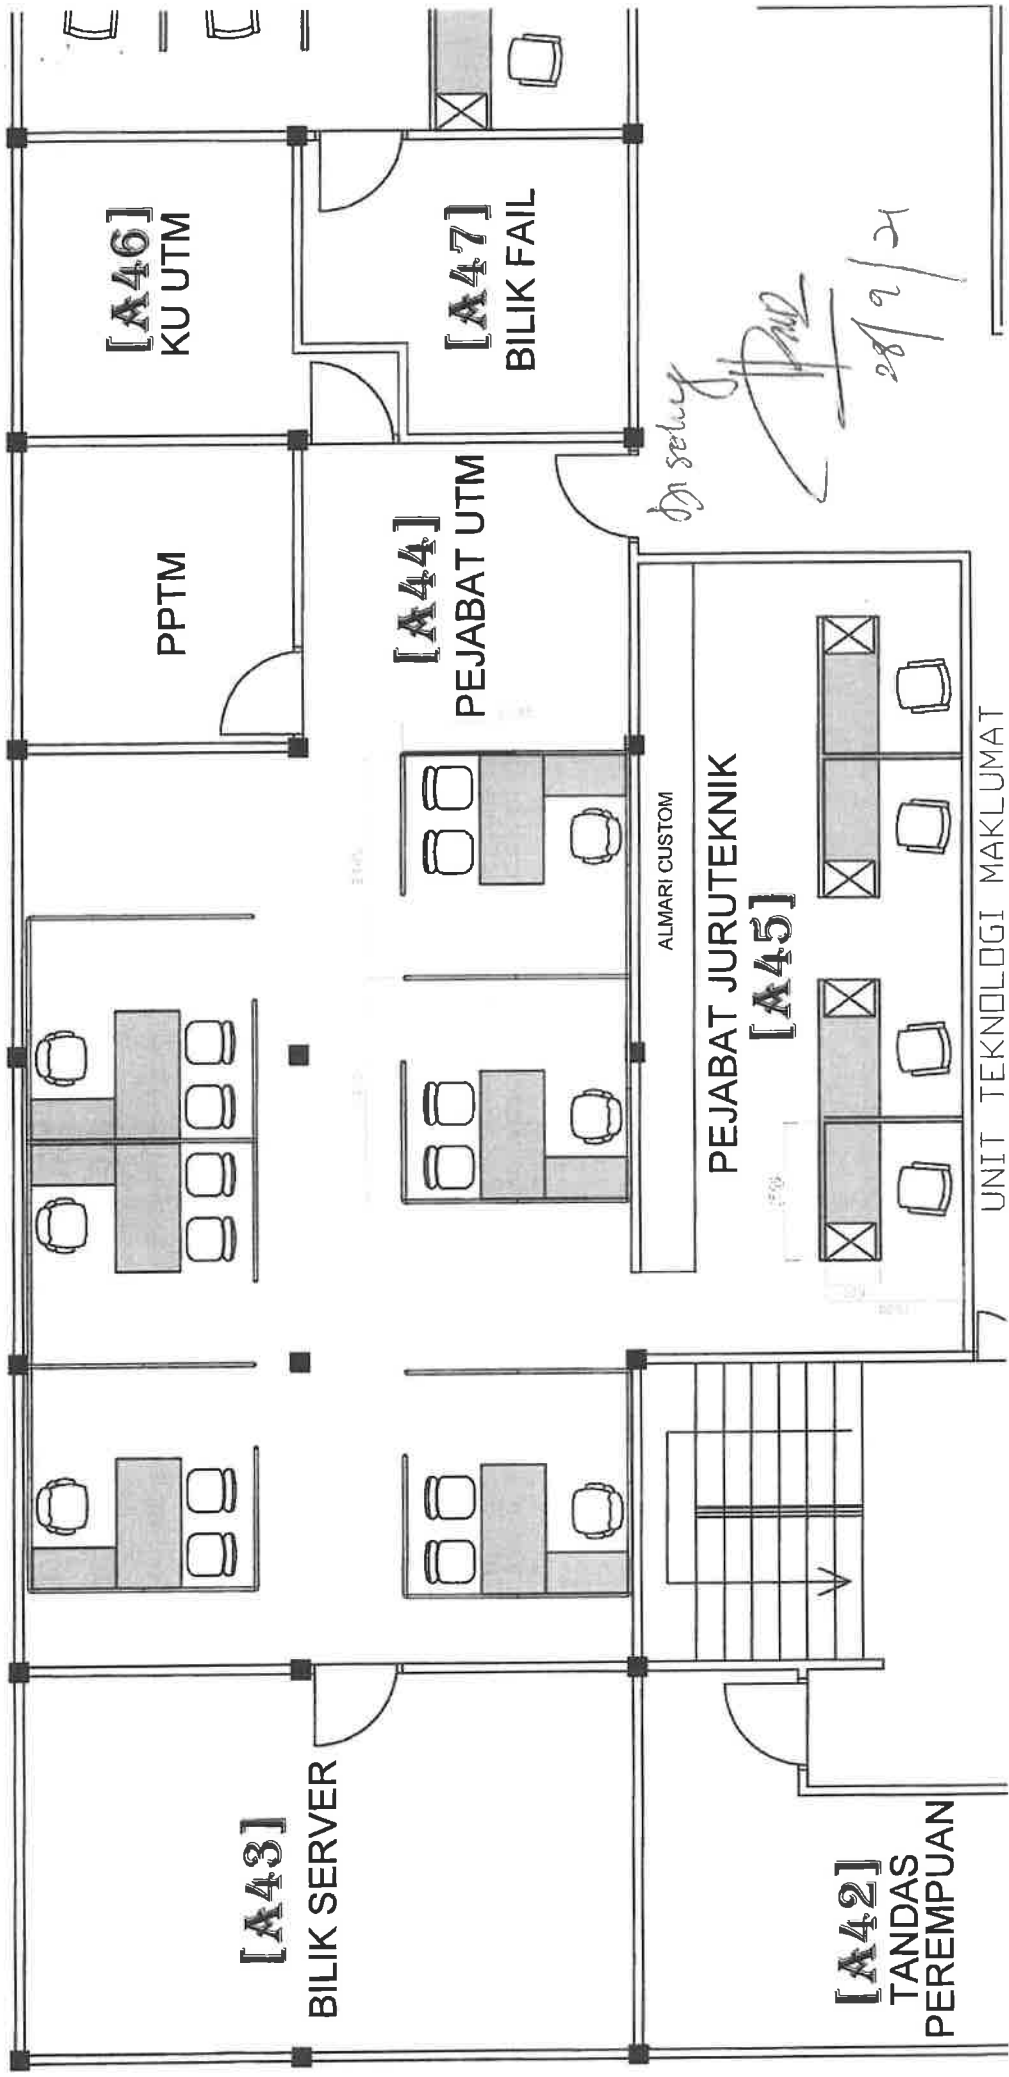 [A46]
KU UTM
[A47]
BILIK FAIL
PPTM
[A44]
PEJABAT UTM
28/9/21
ALMARI CUSTOM
PEJABAT JURUTEKNIK
[A45]
UNIT TEKNOLOGI MAKLUMAT
[A43]
BILIK SERVER
[A42]
TANDAS
PEREMPUAN